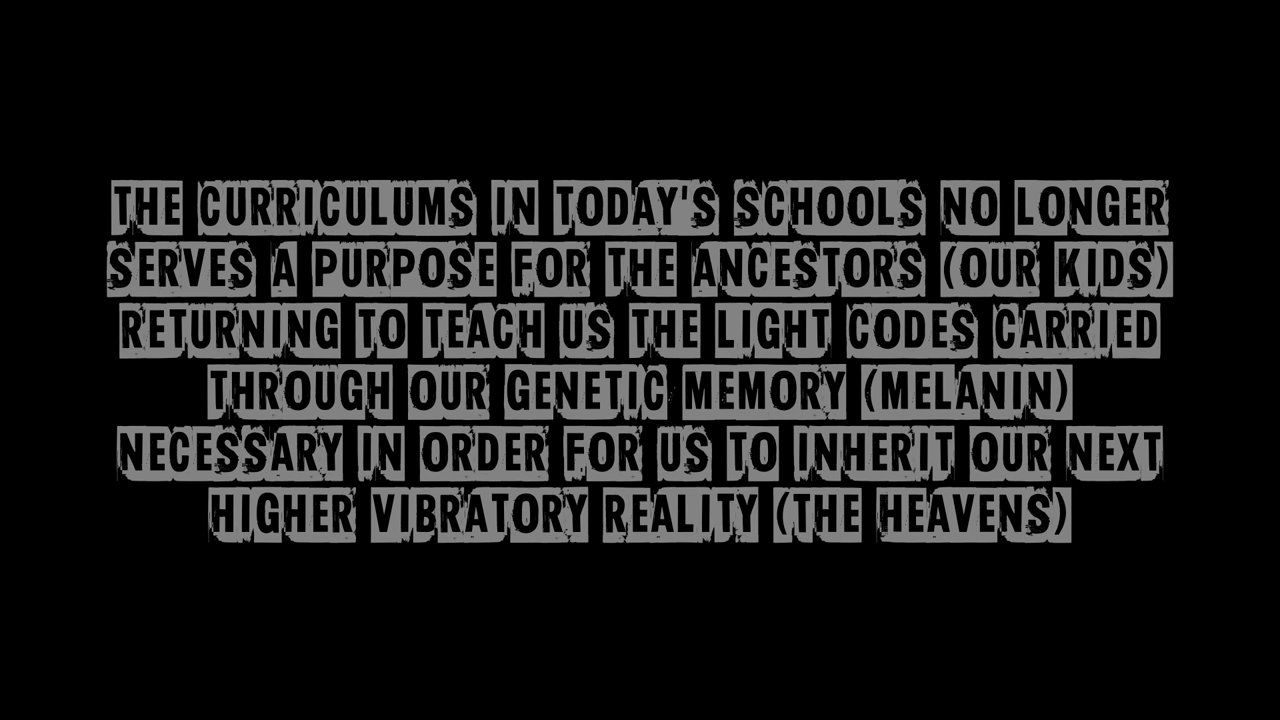 THE CURRICULUMS IN TODAY'S SCHOOLS NO LONGER
SERVES A PURPOSE FOR THE ANCESTORS (OUR KIDS)
RETURNING TO TEACH US THE LIGHT CODES CARRIED
THROUGH OUR GENETIC MEMORY (MELANIN)
NECESSARY IN ORDER FOR US TO INHERIT OUR NEXT
HIGHER VIBRATORY REALITY (THE HEAVENS)